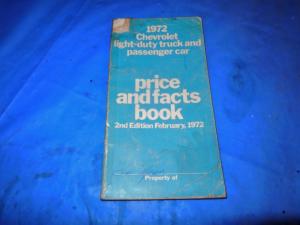 1972
Chevrolet
light-duty truck and
passenger car
price
and facts
book
2nd Edition February, 1972
Property of